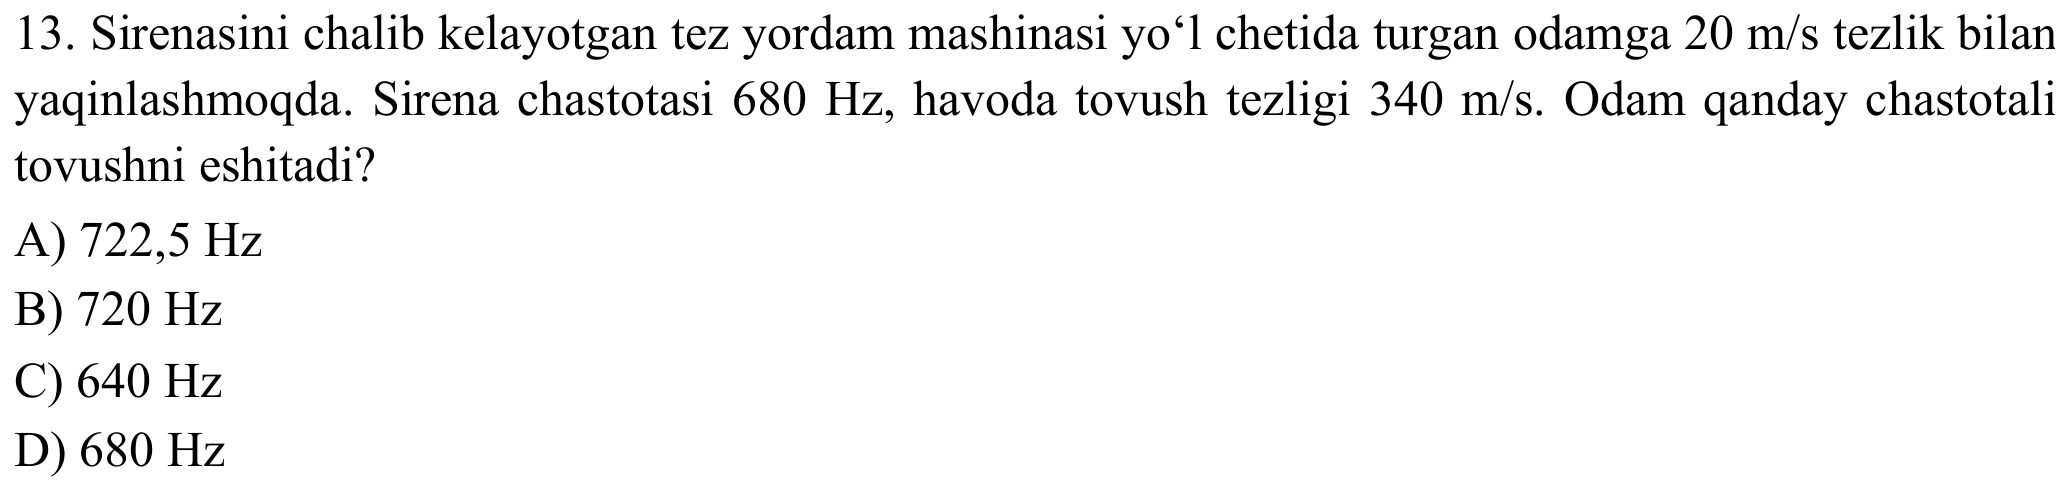 13. Sirenasini chalib kelayotgan tez yordam mashinasi yo‘l chetida turgan odamga 20 m/s tezlik bilan
yaqinlashmoqda. Sirena chastotasi 680 Hz, havoda tovush tezligi 340 m/s. Odam qanday chastotali
tovushni eshitadi?
A) 722,5 Hz
B) 720 Hz
C) 640 Hz
D) 680 Hz